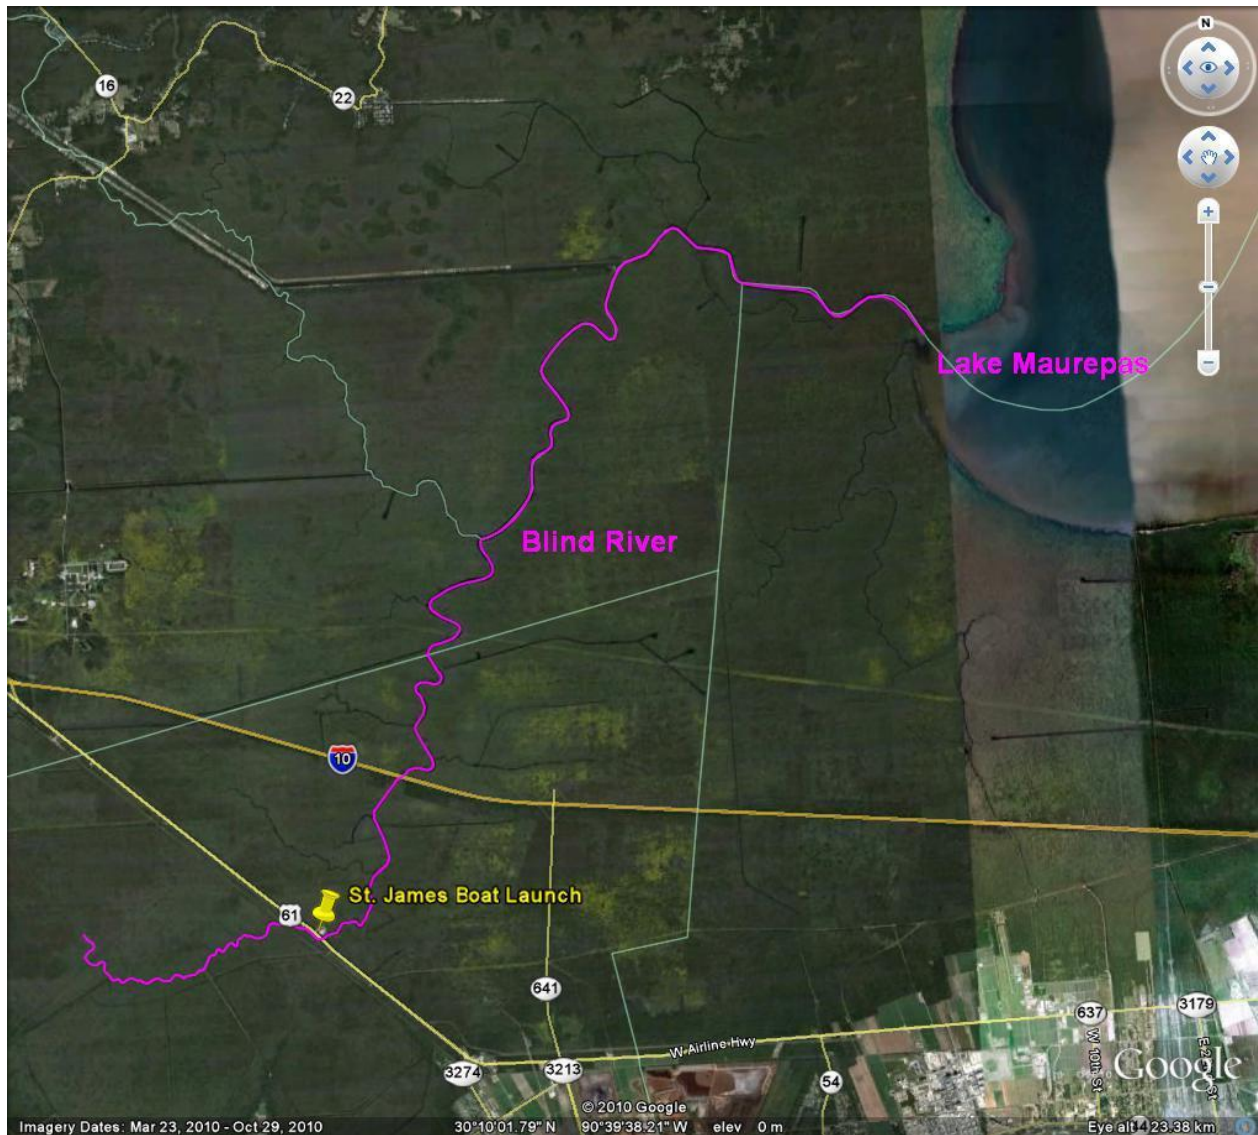 N
16
22
Lake Maurepas
Blind River
10
St. James Boat Launch
61
641
637
3179
W Airline Hwy
W 10th St
3274
3213
54
Google
© 2010 Google
44
Imagery Dates: Mar 23, 2010 - Oct 29, 2010
30°10'01.79" N 90°39'38.21" W elev 0 m
Eye alt 23.38 km